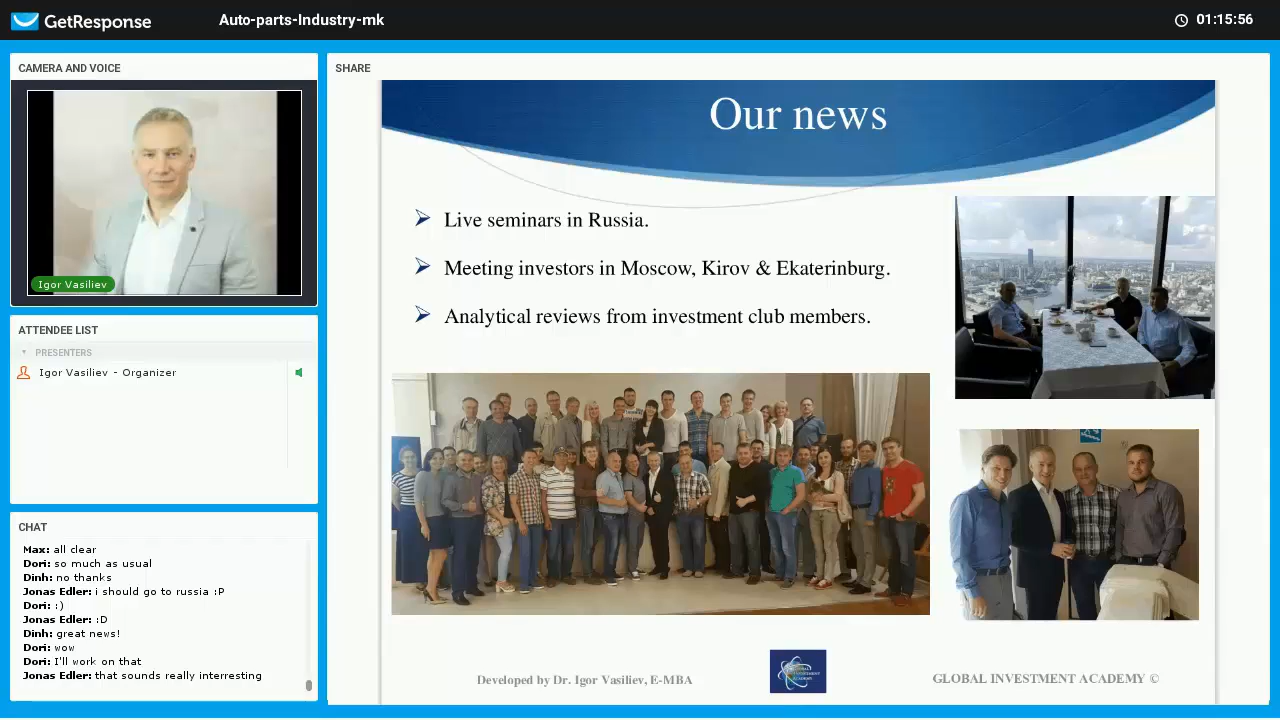 GetResponse
Auto-parts-Industry-mk
01:15:56
CAMERA AND VOICE
Igor Vasiliev
ATTENDEE LIST
PRESENTERS
Igor Vasiliev - Organizer
CHAT
Max: all clear
Dori: so much as usual
Dinh: no thanks
Jonas Edler: i should go to russia :P
Dori: :)
Jonas Edler: :D
Dinh: great news!
Dori: wow
Dori: I'll work on that
Jonas Edler: that sounds really interresting
SHARE
Our news
Live seminars in Russia.
Meeting investors in Moscow, Kirov & Ekaterinburg.
Analytical reviews from investment club members.
Developed by Dr. Igor Vasiliev, E-MBA
GLOBAL INVESTMENT ACADEMY ©